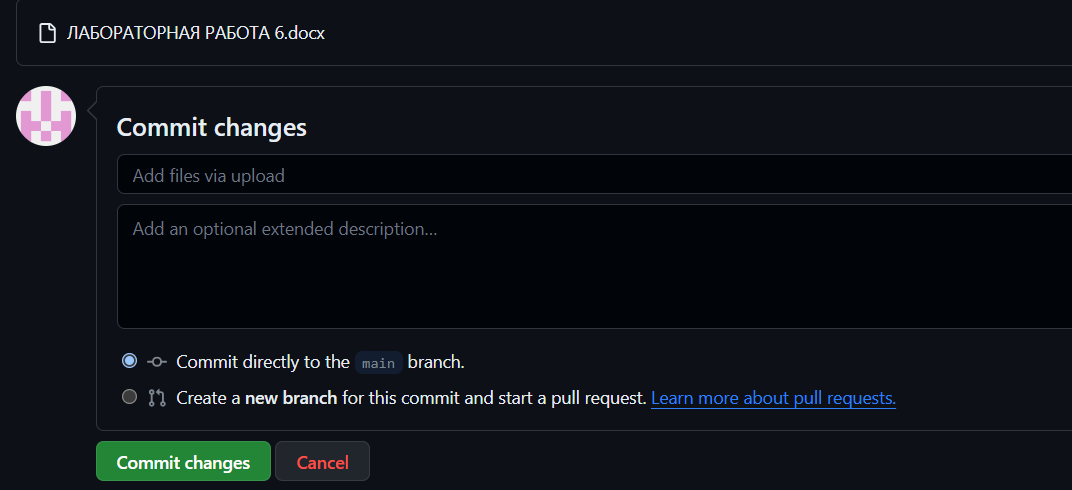 ЛАБОРАТОРНАЯ РАБОТА 6.docx
Commit changes
Add files via upload
Add an optional extended description...
Commit directly to the main branch.
Create a new branch for this commit and start a pull request. Learn more about pull requests.
Commit changes Cancel